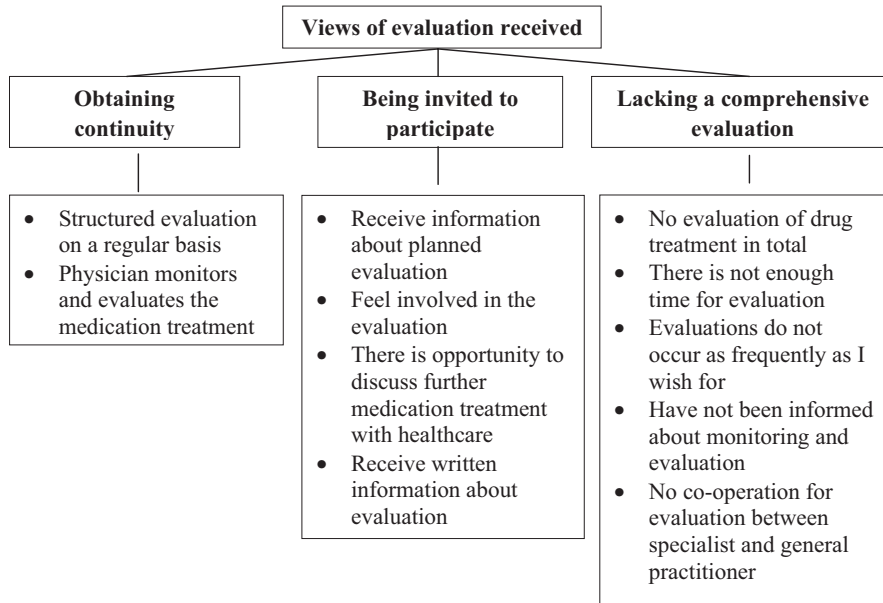 Views of evaluation received
Obtaining
continuity
Being invited to
participate
Lacking a comprehensive
evaluation
• Structured evaluation
on a regular basis
• Physician monitors
and evaluates the
medication treatment
• Receive information
about planned
evaluation
• Feel involved in the
evaluation
• There is opportunity to
discuss further
medication treatment
with healthcare
• Receive written
information about
evaluation
• No evaluation of drug
treatment in total
• There is not enough
time for evaluation
• Evaluations do not
occur as frequently as I
wish for
• Have not been informed
about monitoring and
evaluation
• No co-operation for
evaluation between
specialist and general
practitioner